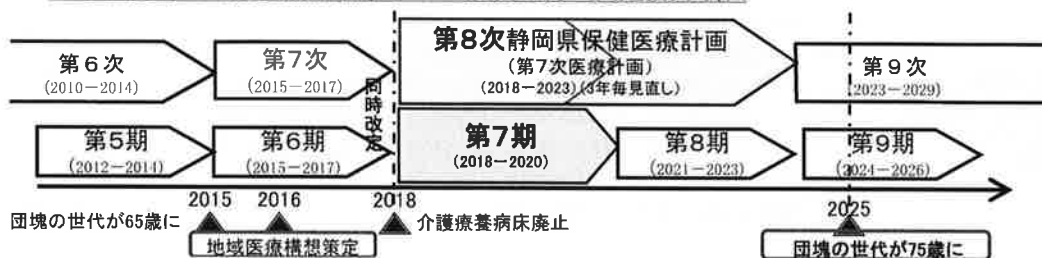 第6次
(2010－2014)
第7次
(2015－2017)
同時改定
第8次静岡県保健医療計画
(第7次医療計画)
(2018－2023)(3年毎見直し)
第9次
(2023－2029)
第5期
(2012－2014)
第6期
(2015－2017)
第7期
(2018－2020)
第8期
(2021－2023)
第9期
(2024－2026)
2015
2016
2018
2025
団塊の世代が65歳に
介護療養病床廃止
地域医療構想策定
団塊の世代が75歳に